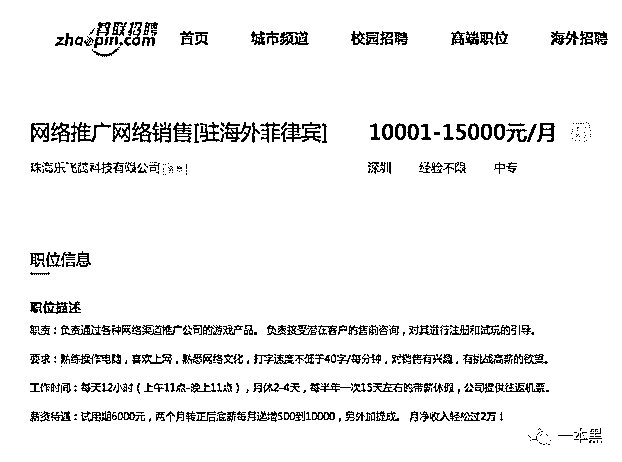 智联招聘
zhaopin.com 首页 城市频道 校园招聘 高端职位 海外招聘
网络推广网络销售[驻海外菲律宾] 10001-15000元/月
珠海乐飞腾科技有限公司 深圳 经验不限 中专
职位信息
职位描述
职责：负责通过各种网络渠道推广公司的游戏产品。 负责接受潜在客户的售前咨询，对其进行注册和试玩的引导。
要求：熟练操作电脑，喜欢上网，熟悉网络文化，打字速度不低于40字/每分钟，对销售有兴趣，有挑战高薪的欲望。
工作时间：每天12小时（上午11点-晚上11点），月休2-4天，每半年一次15天左右的带薪休假，公司提供往返机票。
薪资待遇：试用期6000元，两个月转正后底薪每月递增500到10000，另外加提成。 月净收入轻松过2万！
一本黑